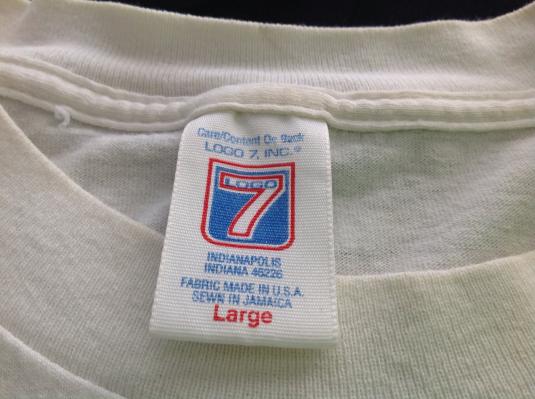 Care/Content On Back
LOGO 7, INC.®
LOGO
7
INDIANAPOLIS
INDIANA 46226
FABRIC MADE IN U.S.A.
SEWN IN JAMAICA
Large